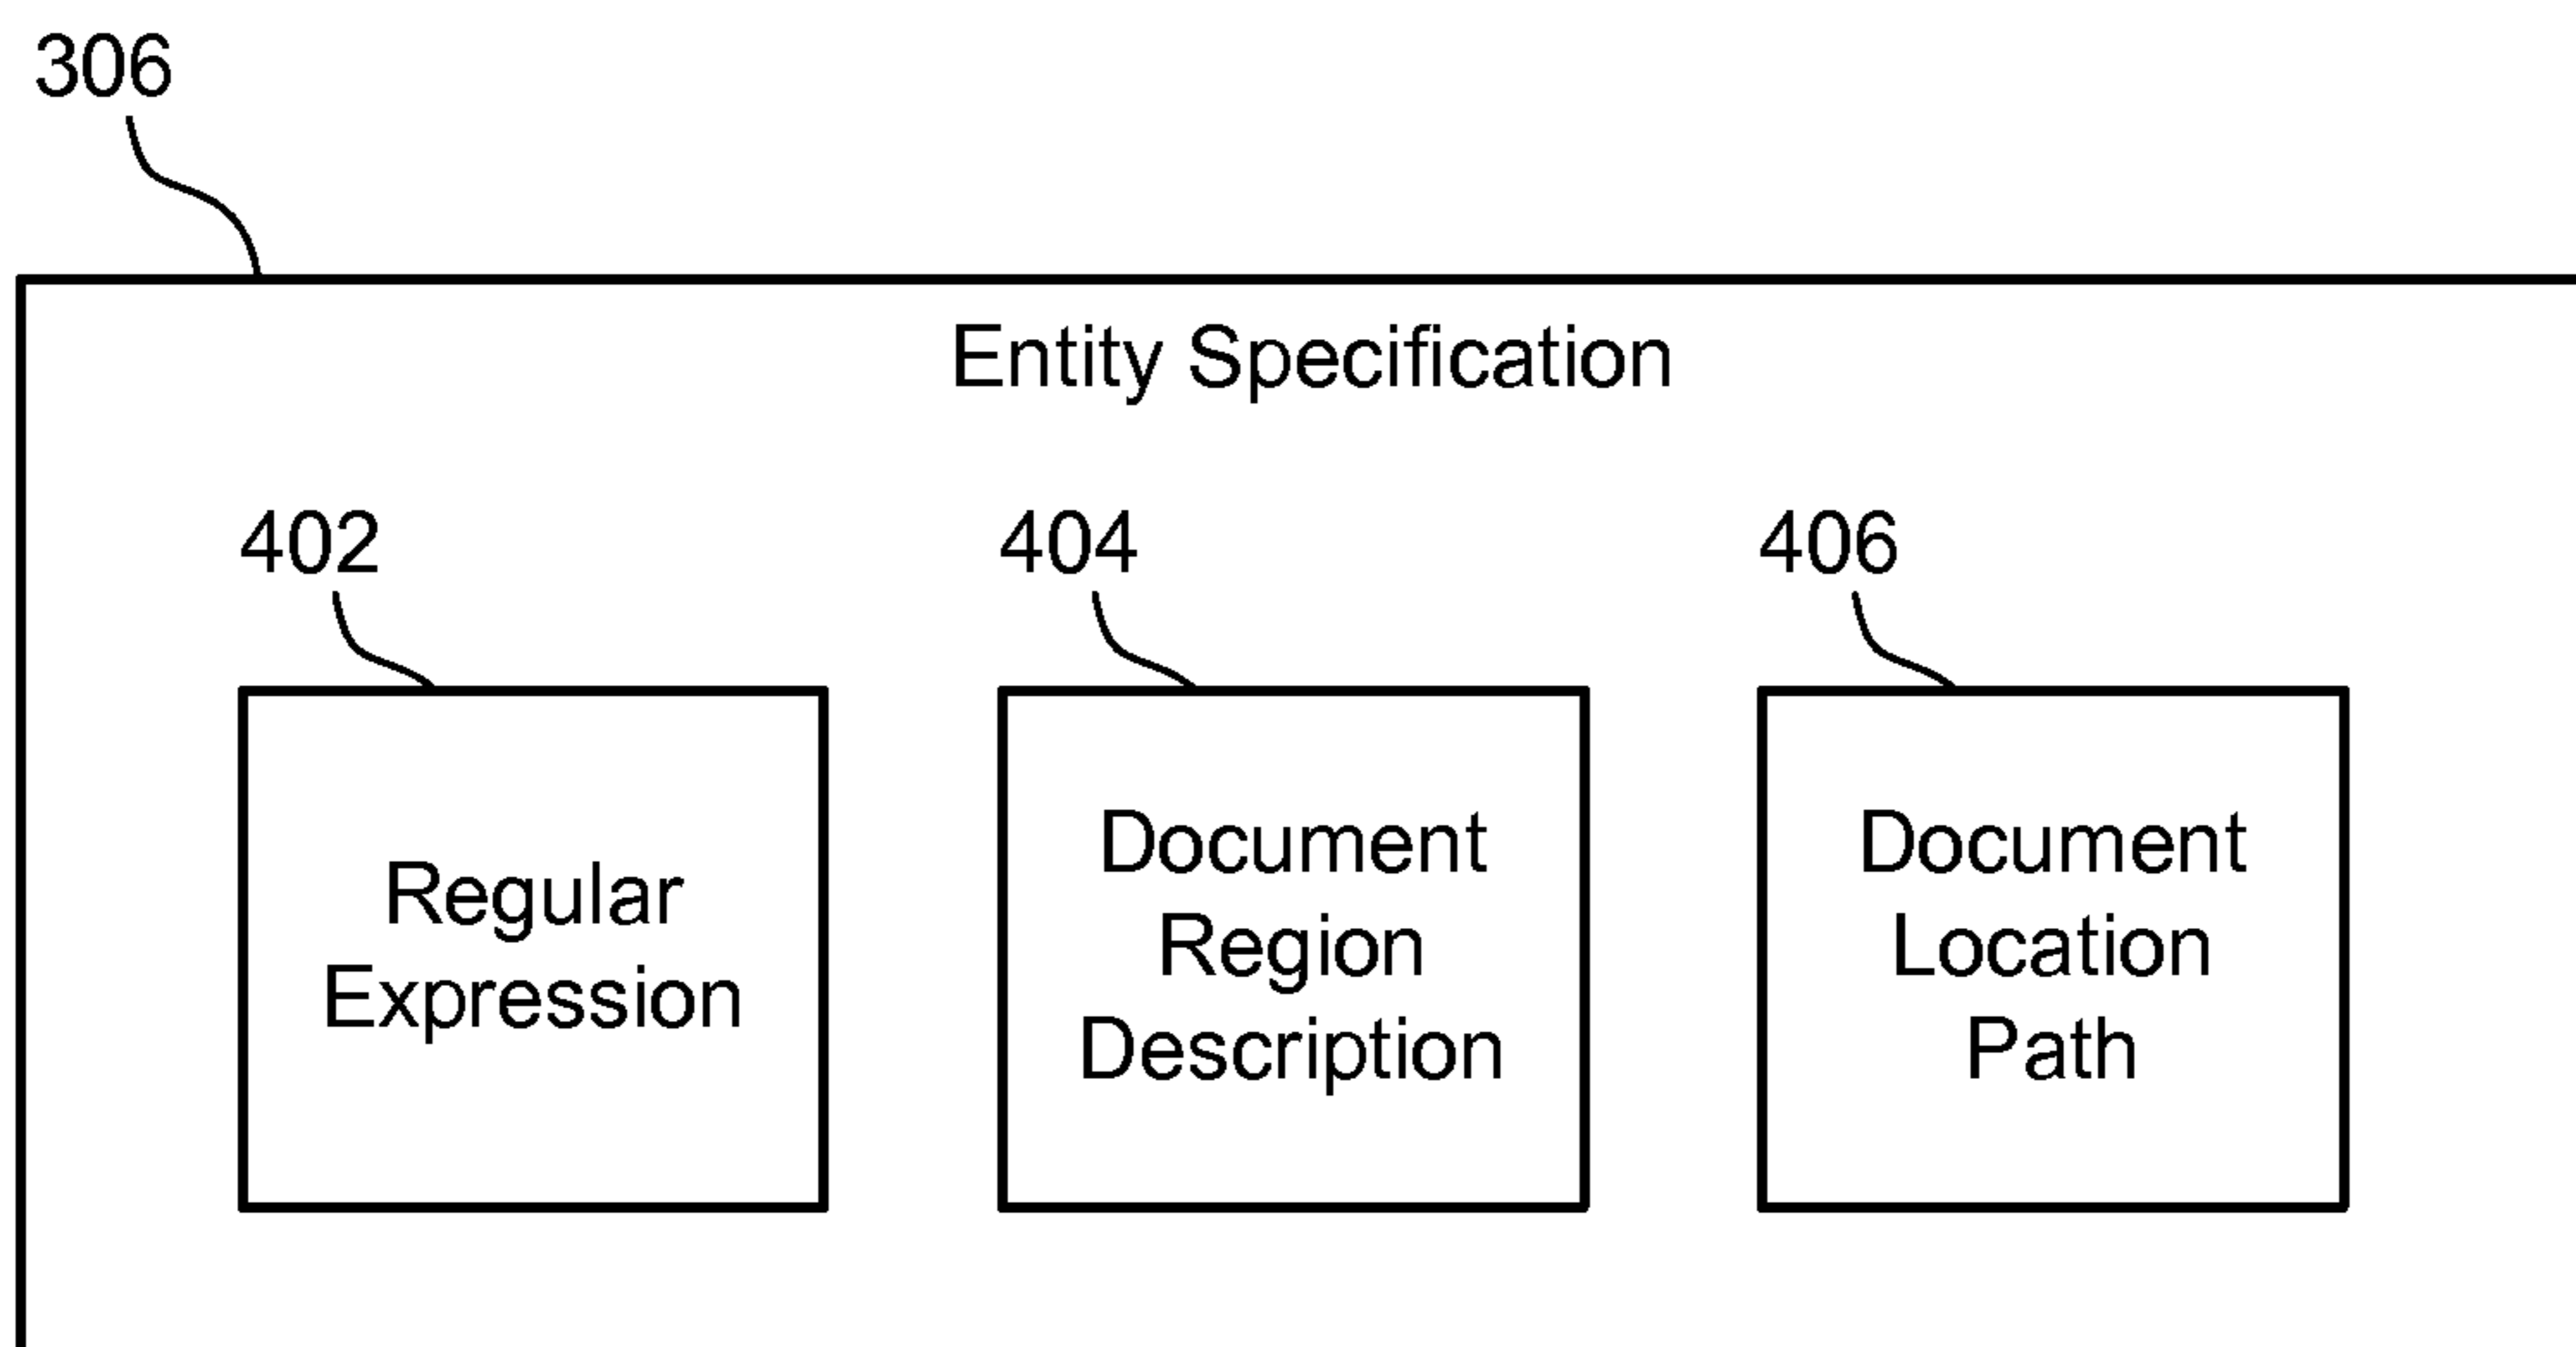 306
Entity Specification
402
404
406
Regular
Expression
Document
Region
Description
Document
Location
Path